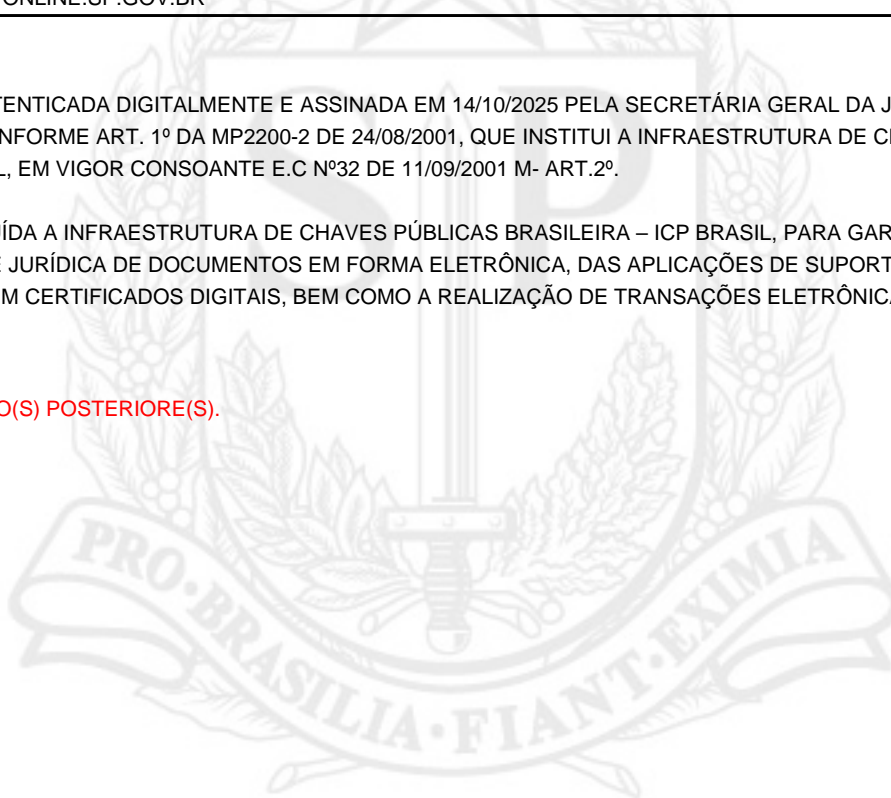 ONLINE.SP.GOV.BR
TENTICADA DIGITALMENTE E ASSINADA EM 14/10/2025 PELA SECRETÁRIA GERAL DA J
NFORME ART. 1º DA MP2200-2 DE 24/08/2001, QUE INSTITUI A INFRAESTRUTURA DE C
L, EM VIGOR CONSOANTE E.C Nº32 DE 11/09/2001 M- ART.2º.
ÍDA A INFRAESTRUTURA DE CHAVES PÚBLICAS BRASILEIRA – ICP BRASIL, PARA GAR
E JURÍDICA DE DOCUMENTOS EM FORMA ELETRÔNICA, DAS APLICAÇÕES DE SUPORT
M CERTIFICADOS DIGITAIS, BEM COMO A REALIZAÇÃO DE TRANSAÇÕES ELETRÔNICA
O(S) POSTERIORE(S).
SP
PRO·BRASILIA·FIANT·EXIMIA